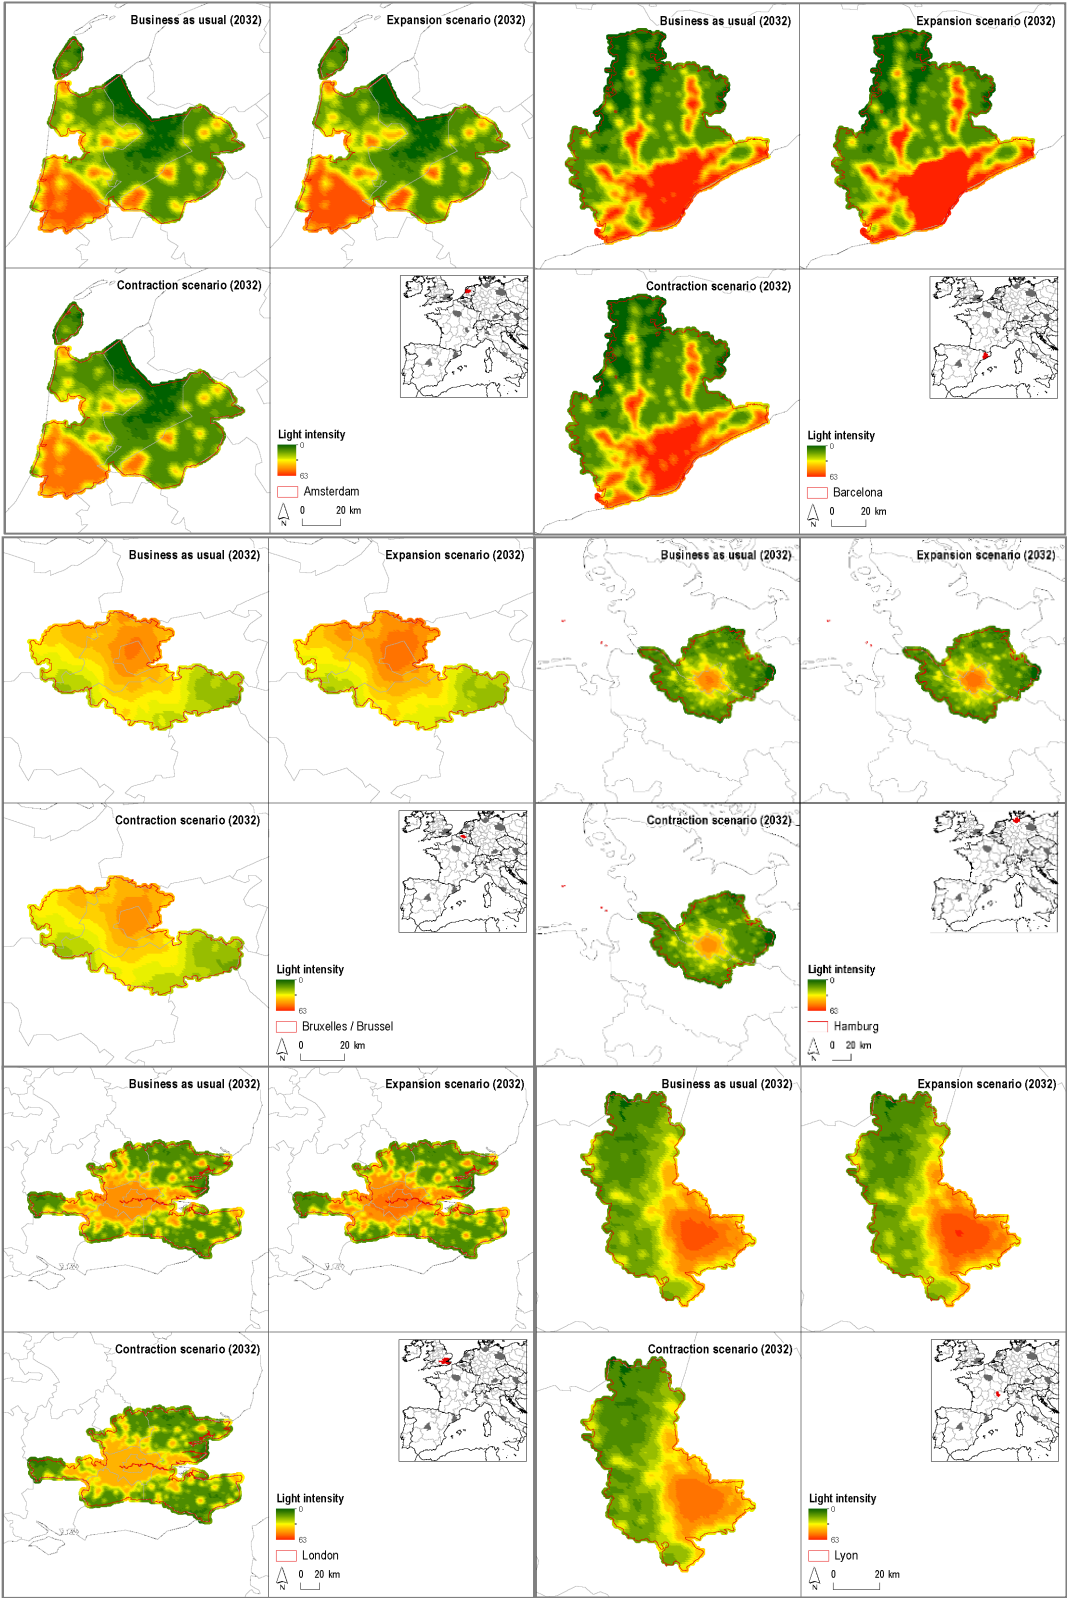 Business as usual (2032)
Expansion scenario (2032)
Contraction scenario (2032)
Light intensity
0
63
Amsterdam
N
0 20 km
Business as usual (2032)
Expansion scenario (2032)
Contraction scenario (2032)
Light intensity
0
63
Barcelona
N
0 20 km
Business as usual (2032)
Expansion scenario (2032)
Contraction scenario (2032)
Light intensity
0
63
Bruxelles / Brussel
N
0 20 km
Business as usual (2032)
Expansion scenario (2032)
Contraction scenario (2032)
Light intensity
0
63
Hamburg
N
0 20 km
Business as usual (2032)
Expansion scenario (2032)
Contraction scenario (2032)
Light intensity
0
63
London
N
0 20 km
Business as usual (2032)
Expansion scenario (2032)
Contraction scenario (2032)
Light intensity
0
63
Lyon
N
0 20 km